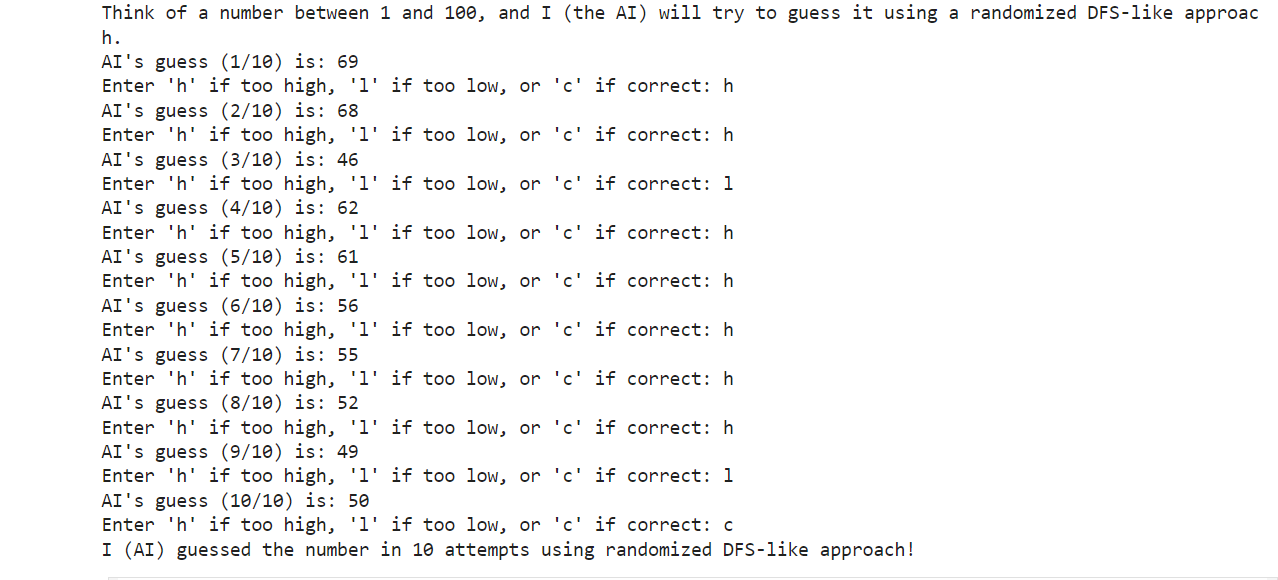 Think of a number between 1 and 100, and I (the AI) will try to guess it using a randomized DFS-like approac
h.
AI's guess (1/10) is: 69
Enter 'h' if too high, 'l' if too low, or 'c' if correct: h
AI's guess (2/10) is: 68
Enter 'h' if too high, 'l' if too low, or 'c' if correct: h
AI's guess (3/10) is: 46
Enter 'h' if too high, 'l' if too low, or 'c' if correct: l
AI's guess (4/10) is: 62
Enter 'h' if too high, 'l' if too low, or 'c' if correct: h
AI's guess (5/10) is: 61
Enter 'h' if too high, 'l' if too low, or 'c' if correct: h
AI's guess (6/10) is: 56
Enter 'h' if too high, 'l' if too low, or 'c' if correct: h
AI's guess (7/10) is: 55
Enter 'h' if too high, 'l' if too low, or 'c' if correct: h
AI's guess (8/10) is: 52
Enter 'h' if too high, 'l' if too low, or 'c' if correct: h
AI's guess (9/10) is: 49
Enter 'h' if too high, 'l' if too low, or 'c' if correct: l
AI's guess (10/10) is: 50
Enter 'h' if too high, 'l' if too low, or 'c' if correct: c
I (AI) guessed the number in 10 attempts using randomized DFS-like approach!